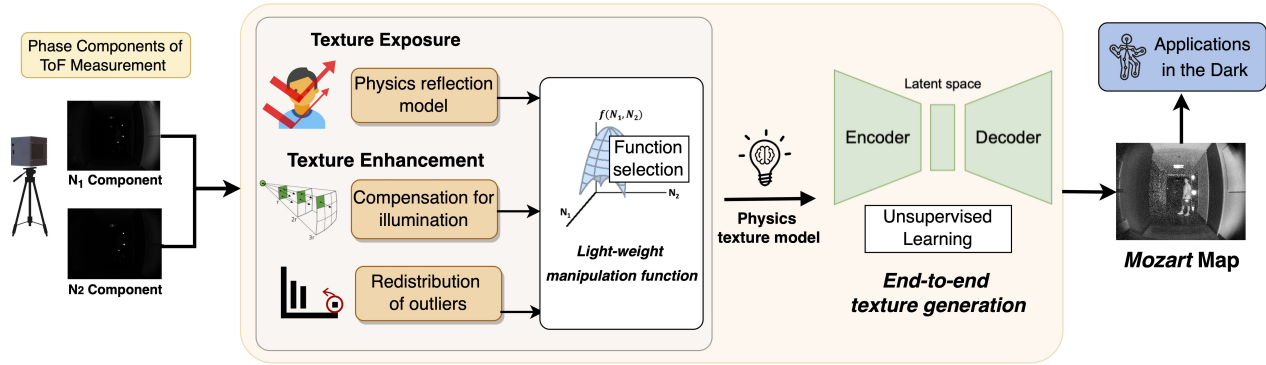 Phase Components of
ToF Measurement
N1 Component
N2 Component
Texture Exposure
Physics reflection
model
Texture Enhancement
Compensation for
illumination
r
2r
3r
Redistribution
of outliers
f(N1, N2)
Function
selection
N2
N1
Light-weight
manipulation function
Physics
texture model
Latent space
Encoder
Decoder
Unsupervised
Learning
End-to-end
texture generation
Applications
in the Dark
Mozart Map